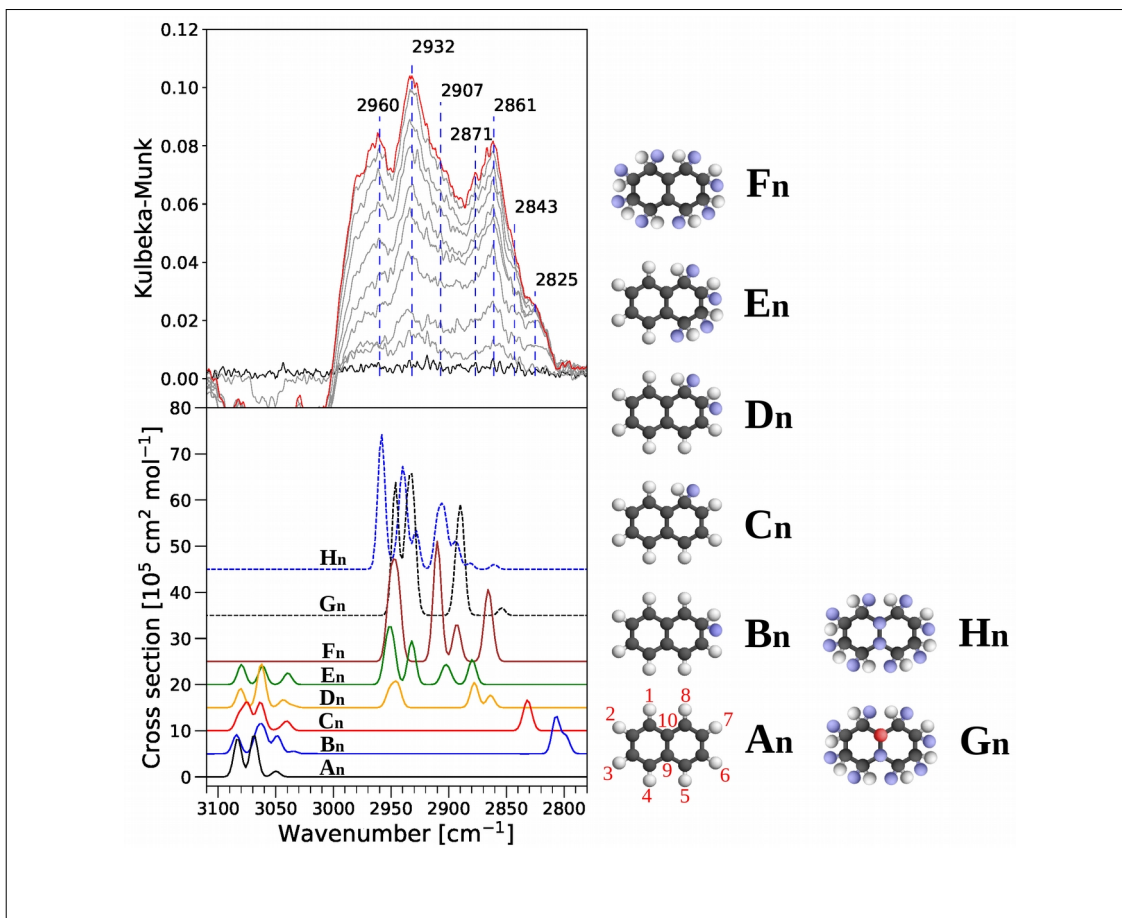 0.12
0.10
0.08
0.06
0.04
0.02
0.00
Kulbeka-Munk
2932
2960
2907
2871
2861
2843
2825
80
70
60
50
40
30
20
10
0
Cross section [10⁵ cm² mol⁻¹]
Hn
Gn
Fn
En
Dn
Cn
Bn
An
3100 3050 3000 2950 2900 2850 2800
Wavenumber [cm⁻¹]
Fn
En
Dn
Cn
Bn
Hn
1 8
2 10 7
An
3 9 6
4 5
Gn